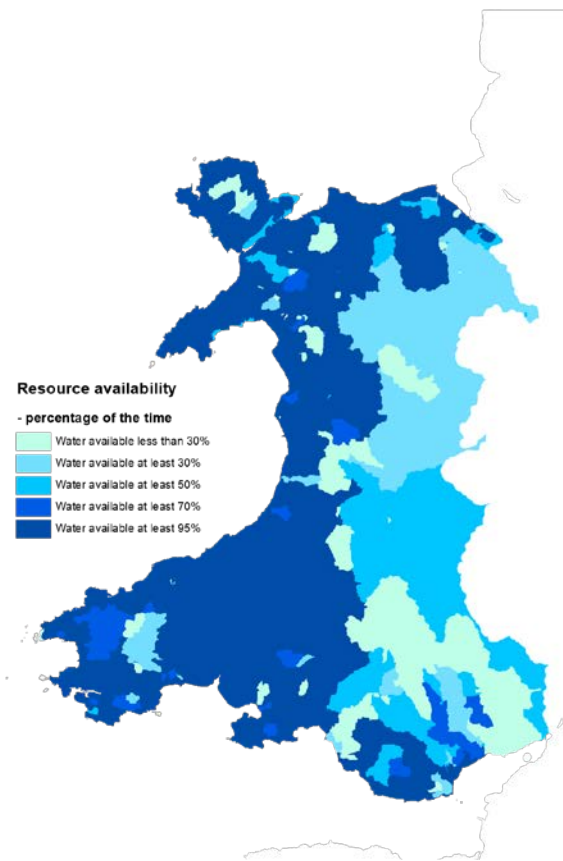 Resource availability
- percentage of the time
Water available less than 30%
Water available at least 30%
Water available at least 50%
Water available at least 70%
Water available at least 95%